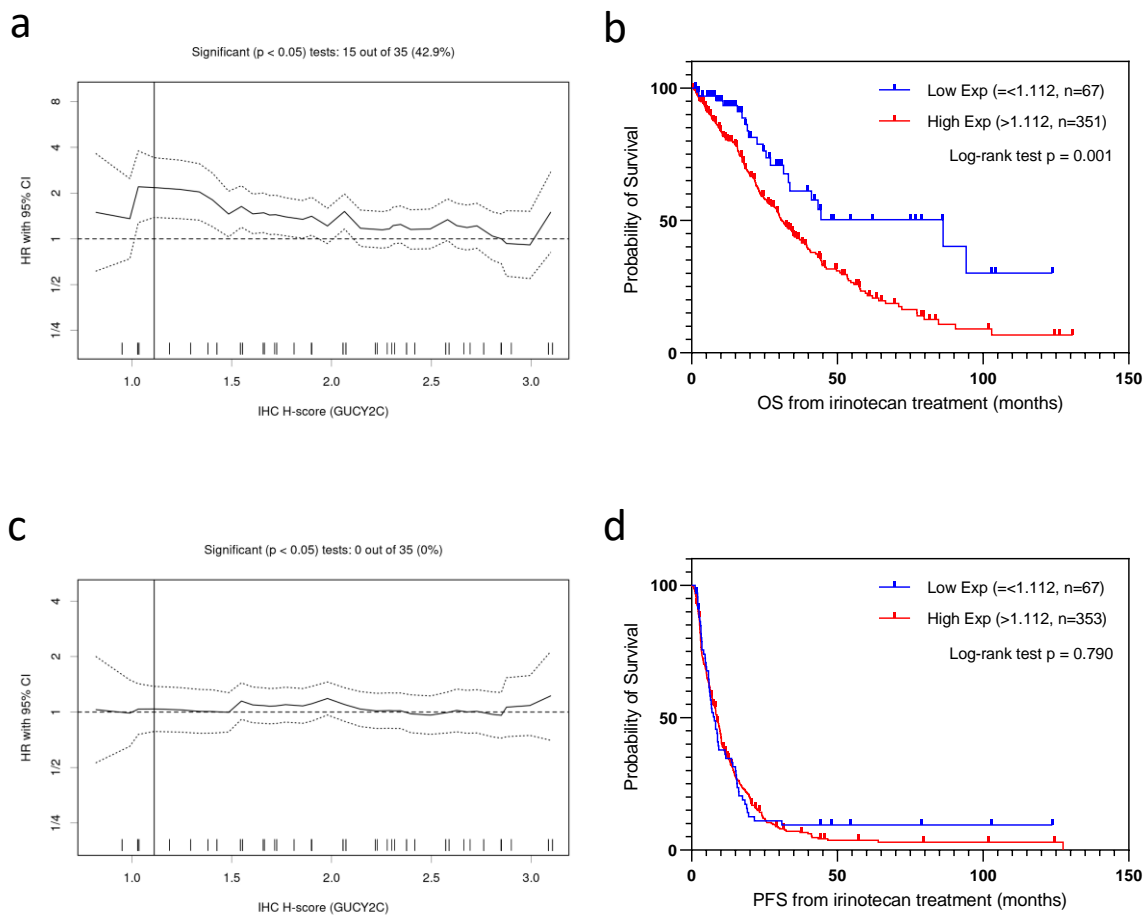 a
Significant (p < 0.05) tests: 15 out of 35 (42.9%)
HR with 95% CI
8
4
2
1
1/2
1/4
1.0 1.5 2.0 2.5 3.0
IHC H-score (GUCY2C)
b
Low Exp (=<1.112, n=67)
High Exp (>1.112, n=351)
Log-rank test p = 0.001
Probability of Survival
100
50
0
0 50 100 150
OS from irinotecan treatment (months)
c
Significant (p < 0.05) tests: 0 out of 35 (0%)
HR with 95% CI
4
2
1
1/2
1/4
1.0 1.5 2.0 2.5 3.0
IHC H-score (GUCY2C)
d
Low Exp (=<1.112, n=67)
High Exp (>1.112, n=353)
Log-rank test p = 0.790
Probability of Survival
100
50
0
0 50 100 150
PFS from irinotecan treatment (months)